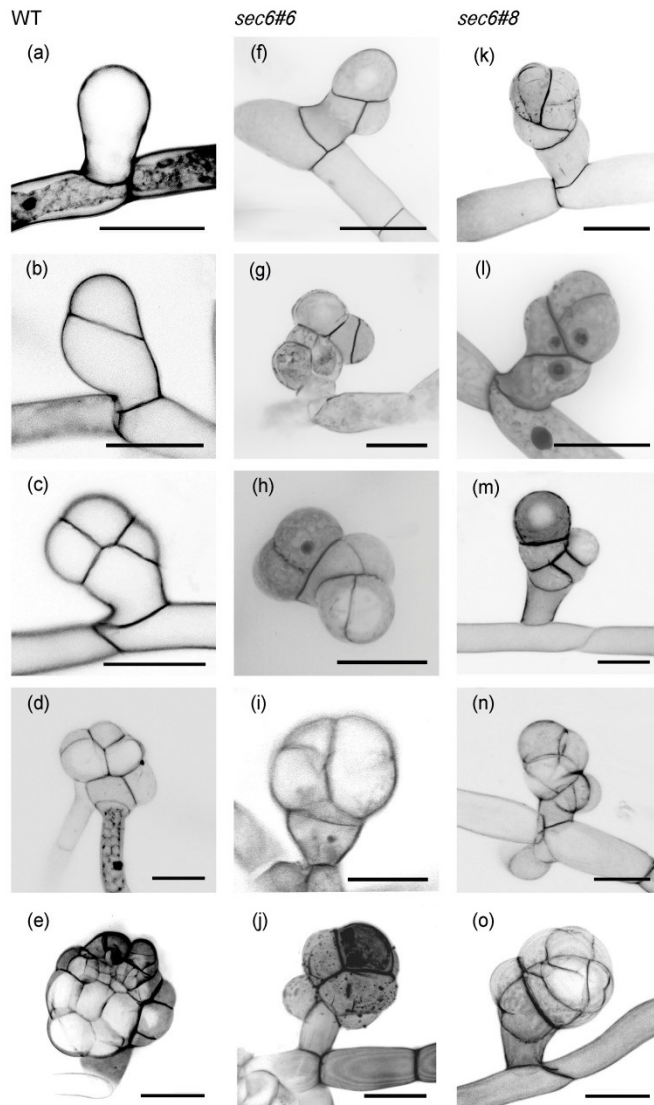 WT sec6#6 sec6#8
(a) (f) (k)
(b) (g) (l)
(c) (h) (m)
(d) (i) (n)
(e) (j) (o)